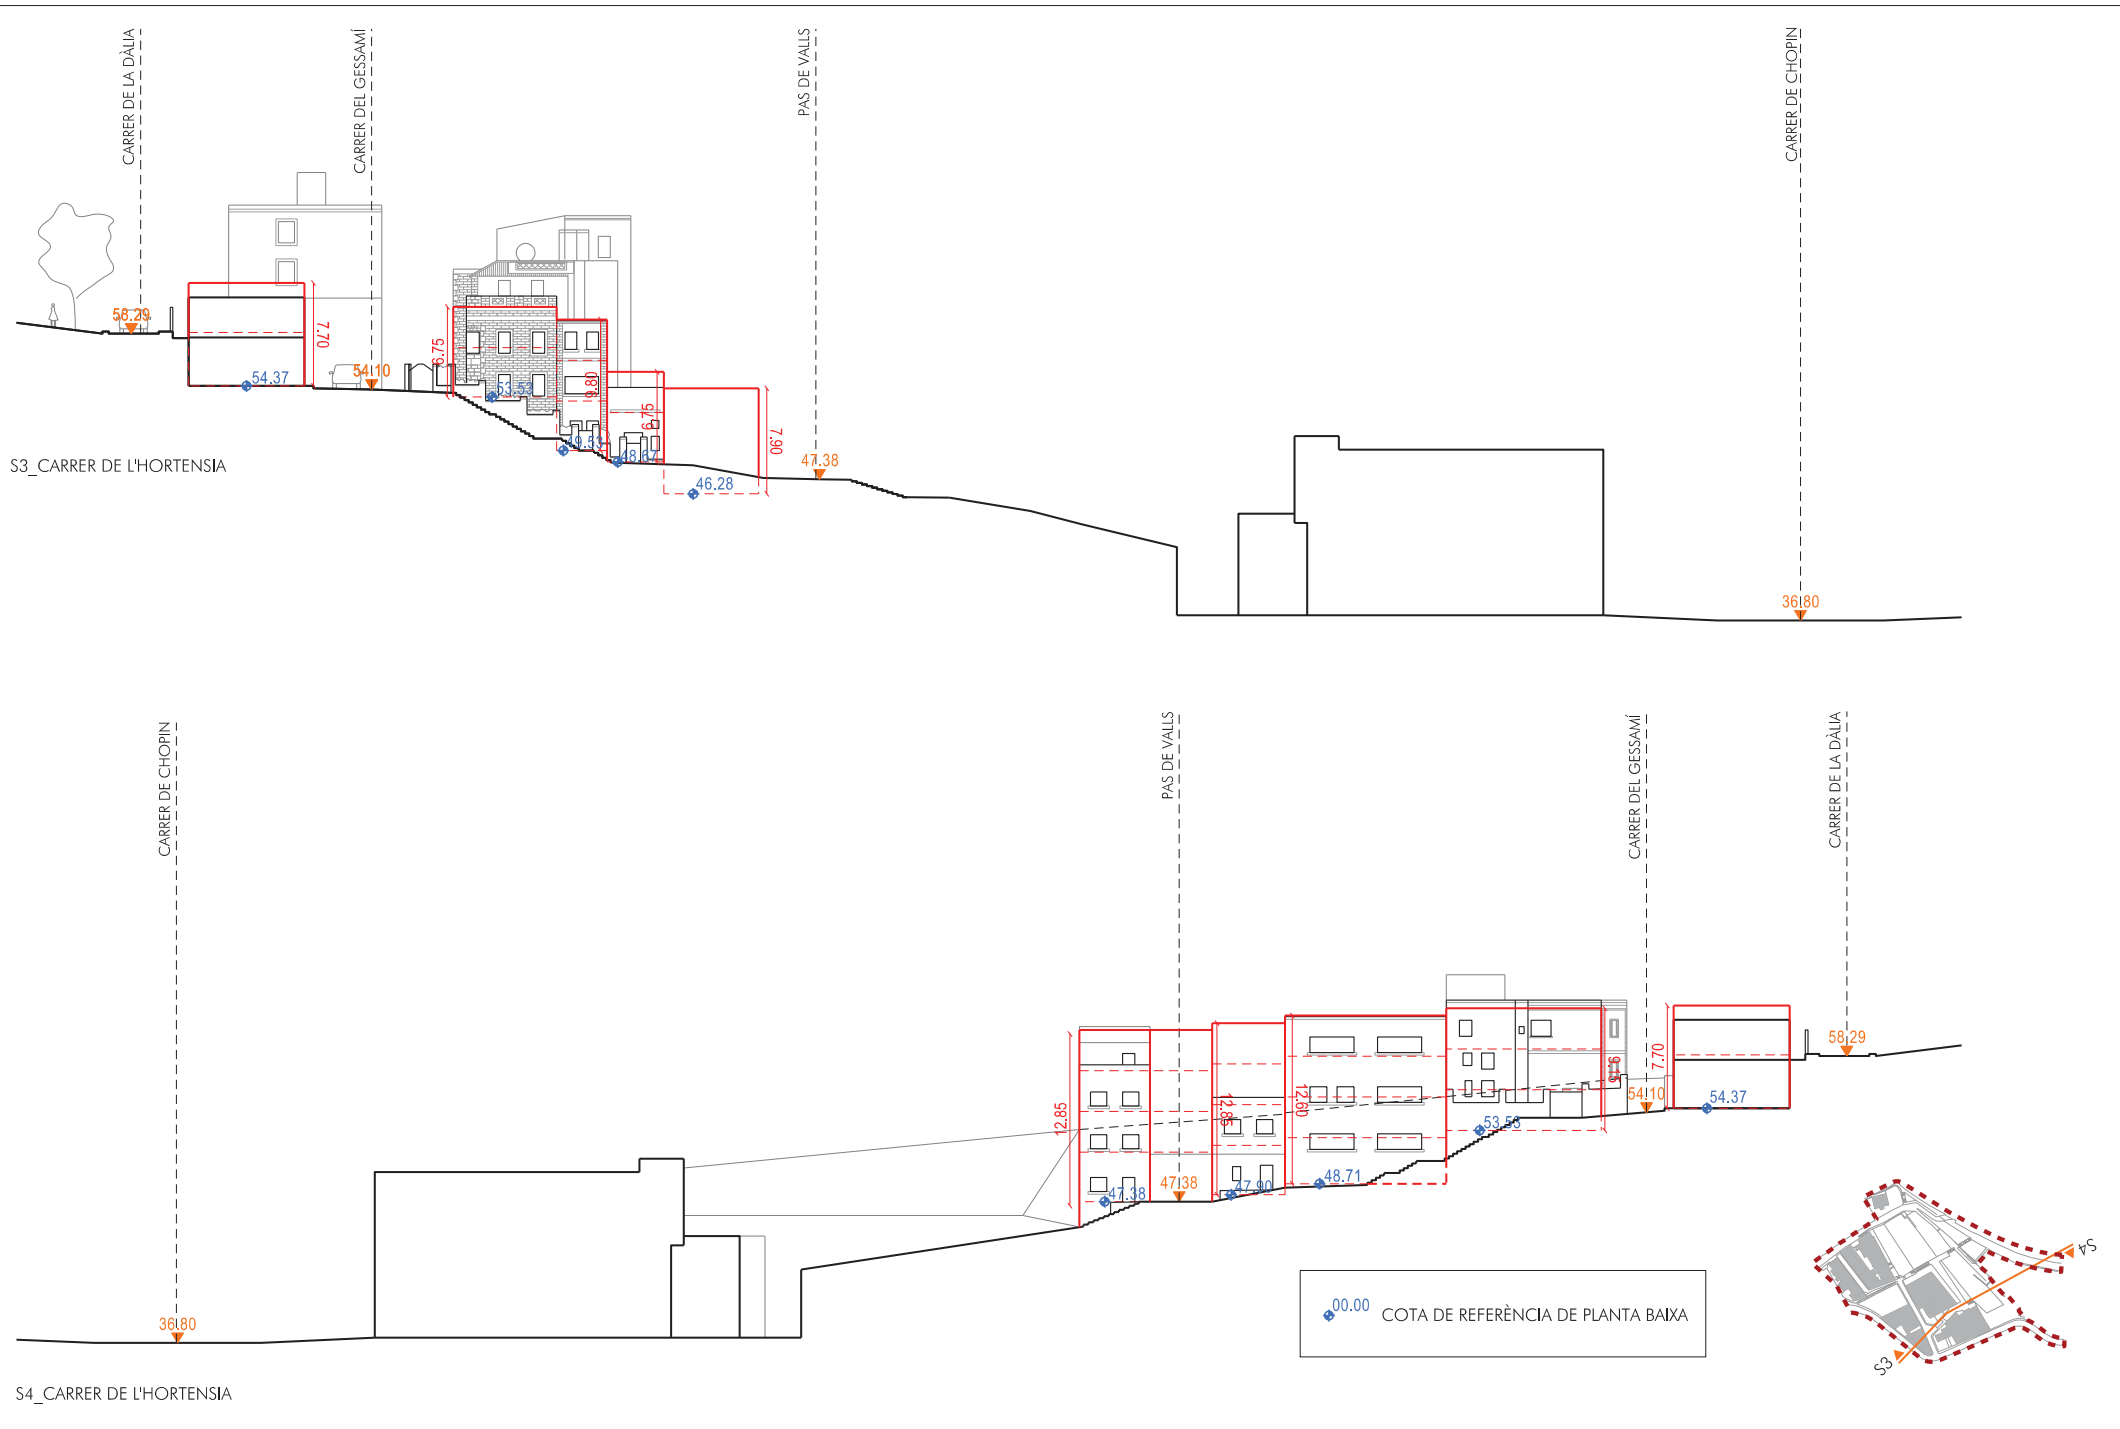 CARRER DE LA DÀLIA
CARRER DEL GESSAMÍ
PAS DE VALLS
CARRER DE CHOPIN
58.29
7.70
54.37
54.10
6.75
53.53
9.80
49.53
6.75
48.67
7.90
46.28
47.38
36.80
S3_CARRER DE L'HORTENSIA
CARRER DE CHOPIN
PAS DE VALLS
CARRER DEL GESSAMÍ
CARRER DE LA DÀLIA
36.80
12.85
47.38
47.38
12.85
47.90
12.60
48.71
53.53
9.15
54.10
7.70
54.37
58.29
00.00 COTA DE REFERÈNCIA DE PLANTA BAIXA
S4
S3
S4_CARRER DE L'HORTENSIA